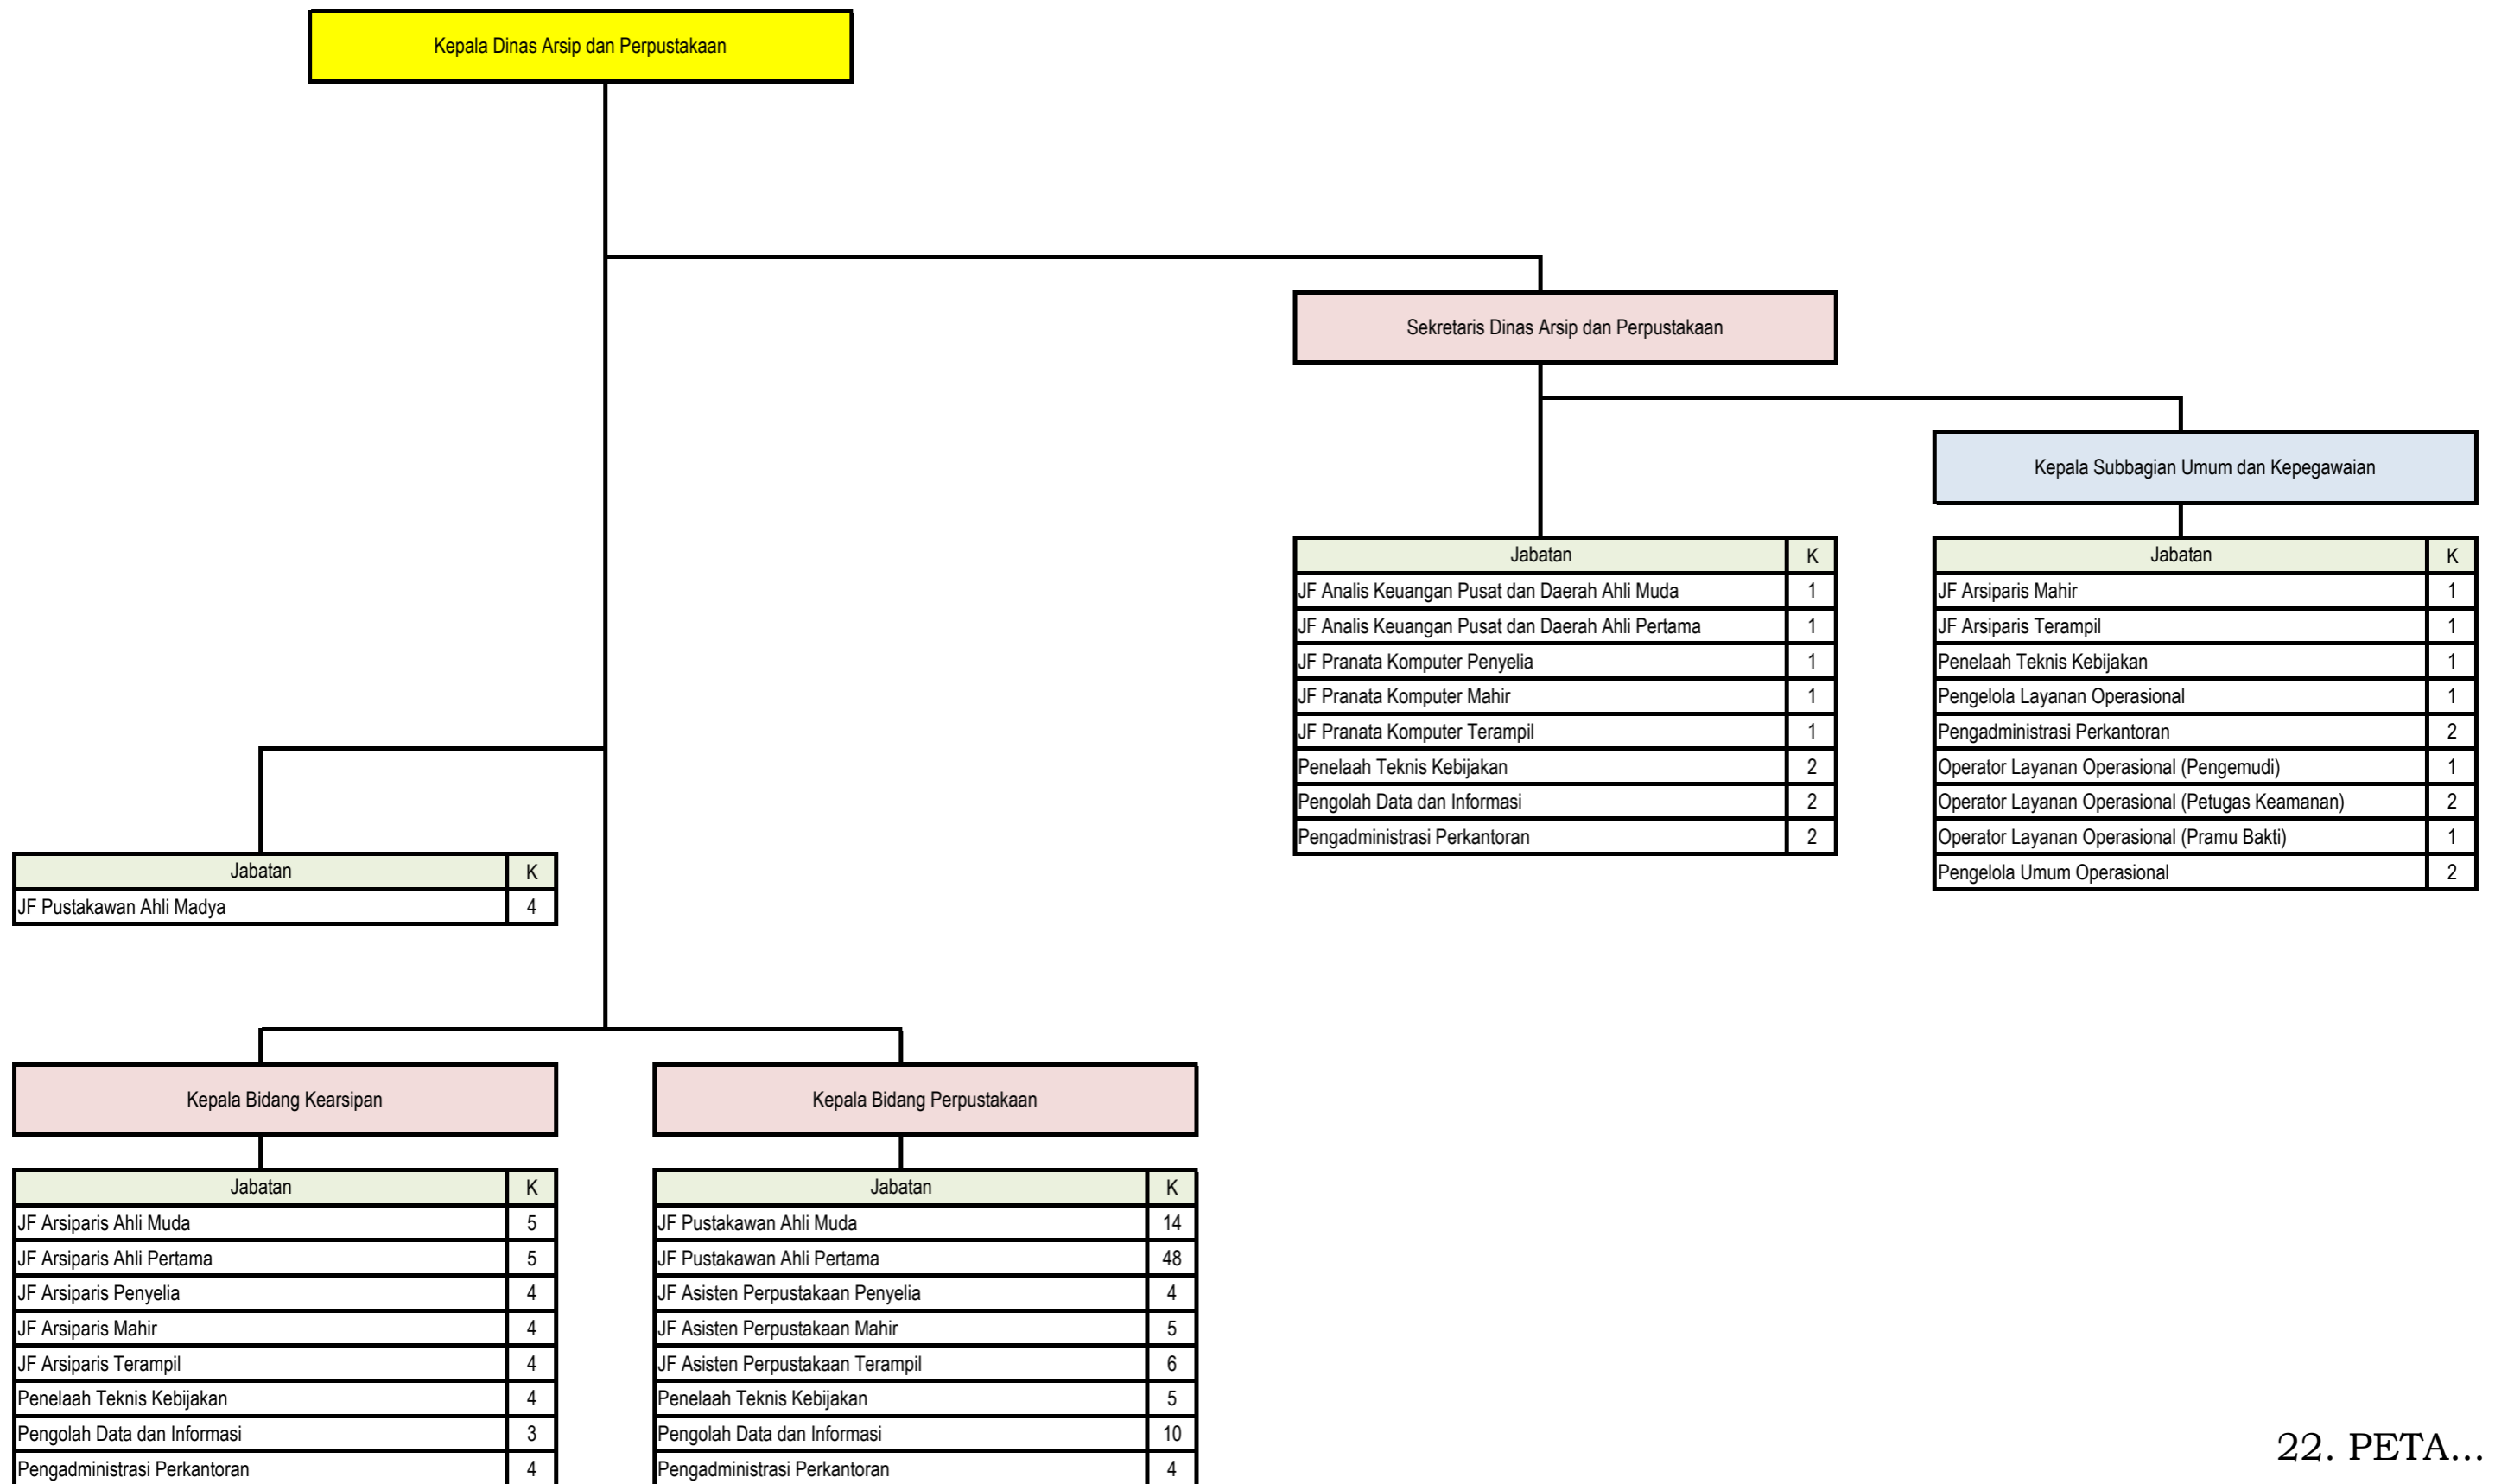 Kepala Dinas Arsip dan Perpustakaan
Sekretaris Dinas Arsip dan Perpustakaan
Kepala Subbagian Umum dan Kepegawaian
Jabatan K
JF Analis Keuangan Pusat dan Daerah Ahli Muda 1
JF Analis Keuangan Pusat dan Daerah Ahli Pertama 1
JF Pranata Komputer Penyelia 1
JF Pranata Komputer Mahir 1
JF Pranata Komputer Terampil 1
Penelaah Teknis Kebijakan 2
Pengolah Data dan Informasi 2
Pengadministrasi Perkantoran 2
Jabatan K
JF Arsiparis Mahir 1
JF Arsiparis Terampil 1
Penelaah Teknis Kebijakan 1
Pengelola Layanan Operasional 1
Pengadministrasi Perkantoran 2
Operator Layanan Operasional (Pengemudi) 1
Operator Layanan Operasional (Petugas Keamanan) 2
Operator Layanan Operasional (Pramu Bakti) 1
Pengelola Umum Operasional 2
Jabatan K
JF Pustakawan Ahli Madya 4
Kepala Bidang Kearsipan
Jabatan K
JF Arsiparis Ahli Muda 5
JF Arsiparis Ahli Pertama 5
JF Arsiparis Penyelia 4
JF Arsiparis Mahir 4
JF Arsiparis Terampil 4
Penelaah Teknis Kebijakan 4
Pengolah Data dan Informasi 3
Pengadministrasi Perkantoran 4
Kepala Bidang Perpustakaan
Jabatan K
JF Pustakawan Ahli Muda 14
JF Pustakawan Ahli Pertama 48
JF Asisten Perpustakaan Penyelia 4
JF Asisten Perpustakaan Mahir 5
JF Asisten Perpustakaan Terampil 6
Penelaah Teknis Kebijakan 5
Pengolah Data dan Informasi 10
Pengadministrasi Perkantoran 4
22. PETA...